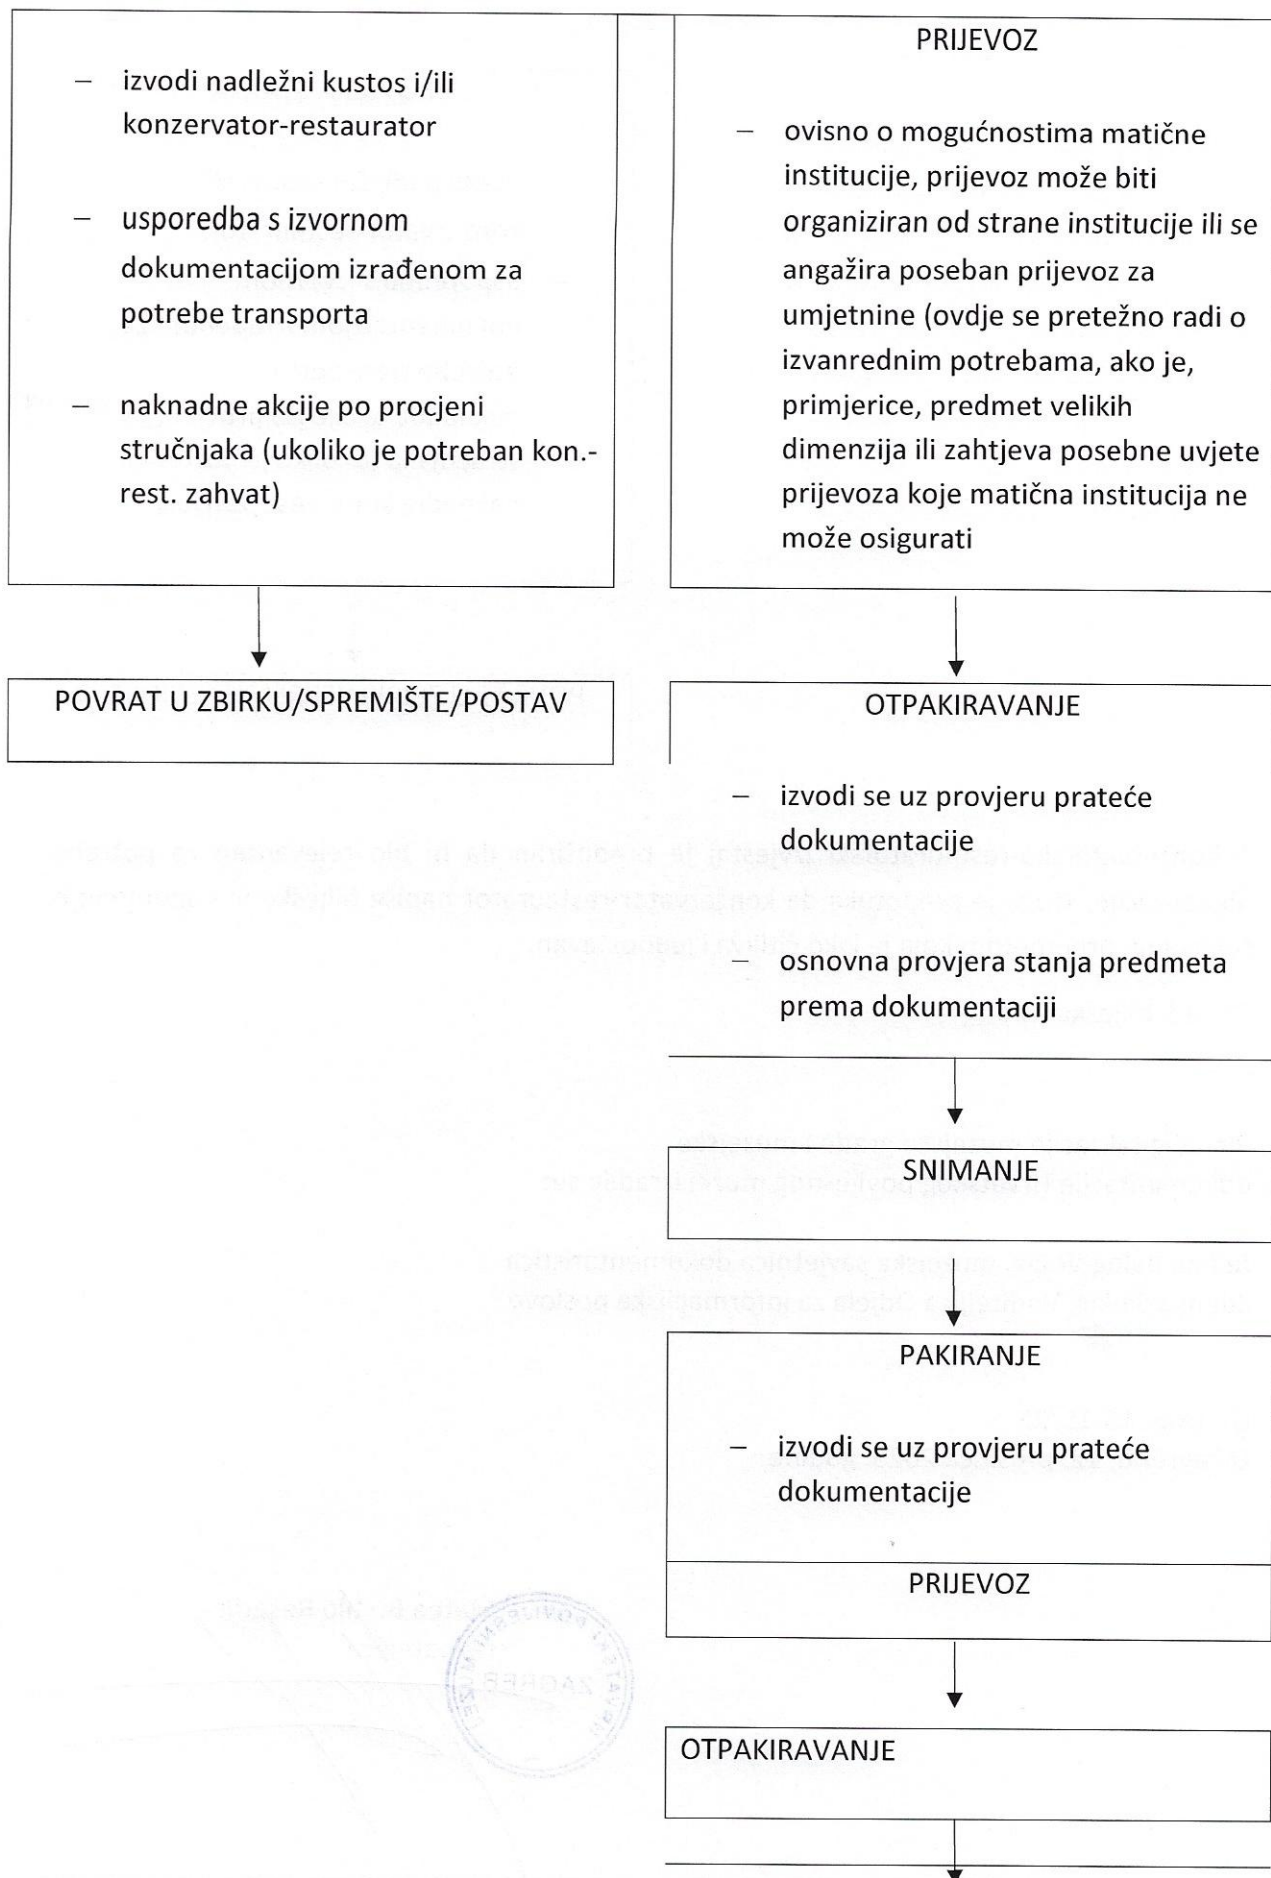 – izvodi nadležni kustos i/ili
konzervator-restaurator
– usporedba s izvornom
dokumentacijom izrađenom za
potrebe transporta
– naknadne akcije po procjeni
stručnjaka (ukoliko je potreban kon.-
rest. zahvat)
POVRAT U ZBIRKU/SPREMIŠTE/POSTAV
PRIJEVOZ
– ovisno o mogućnostima matične
institucije, prijevoz može biti
organiziran od strane institucije ili se
angažira poseban prijevoz za
umjetnine (ovdje se pretežno radi o
izvanrednim potrebama, ako je,
primjerice, predmet velikih
dimenzija ili zahtjeva posebne uvjete
prijevoza koje matična institucija ne
može osigurati
OTPAKIRAVANJE
– izvodi se uz provjeru prateće
dokumentacije
– osnovna provjera stanja predmeta
prema dokumentaciji
SNIMANJE
PAKIRANJE
– izvodi se uz provjeru prateće
dokumentacije
PRIJEVOZ
OTPAKIRAVANJE
ZAGREB